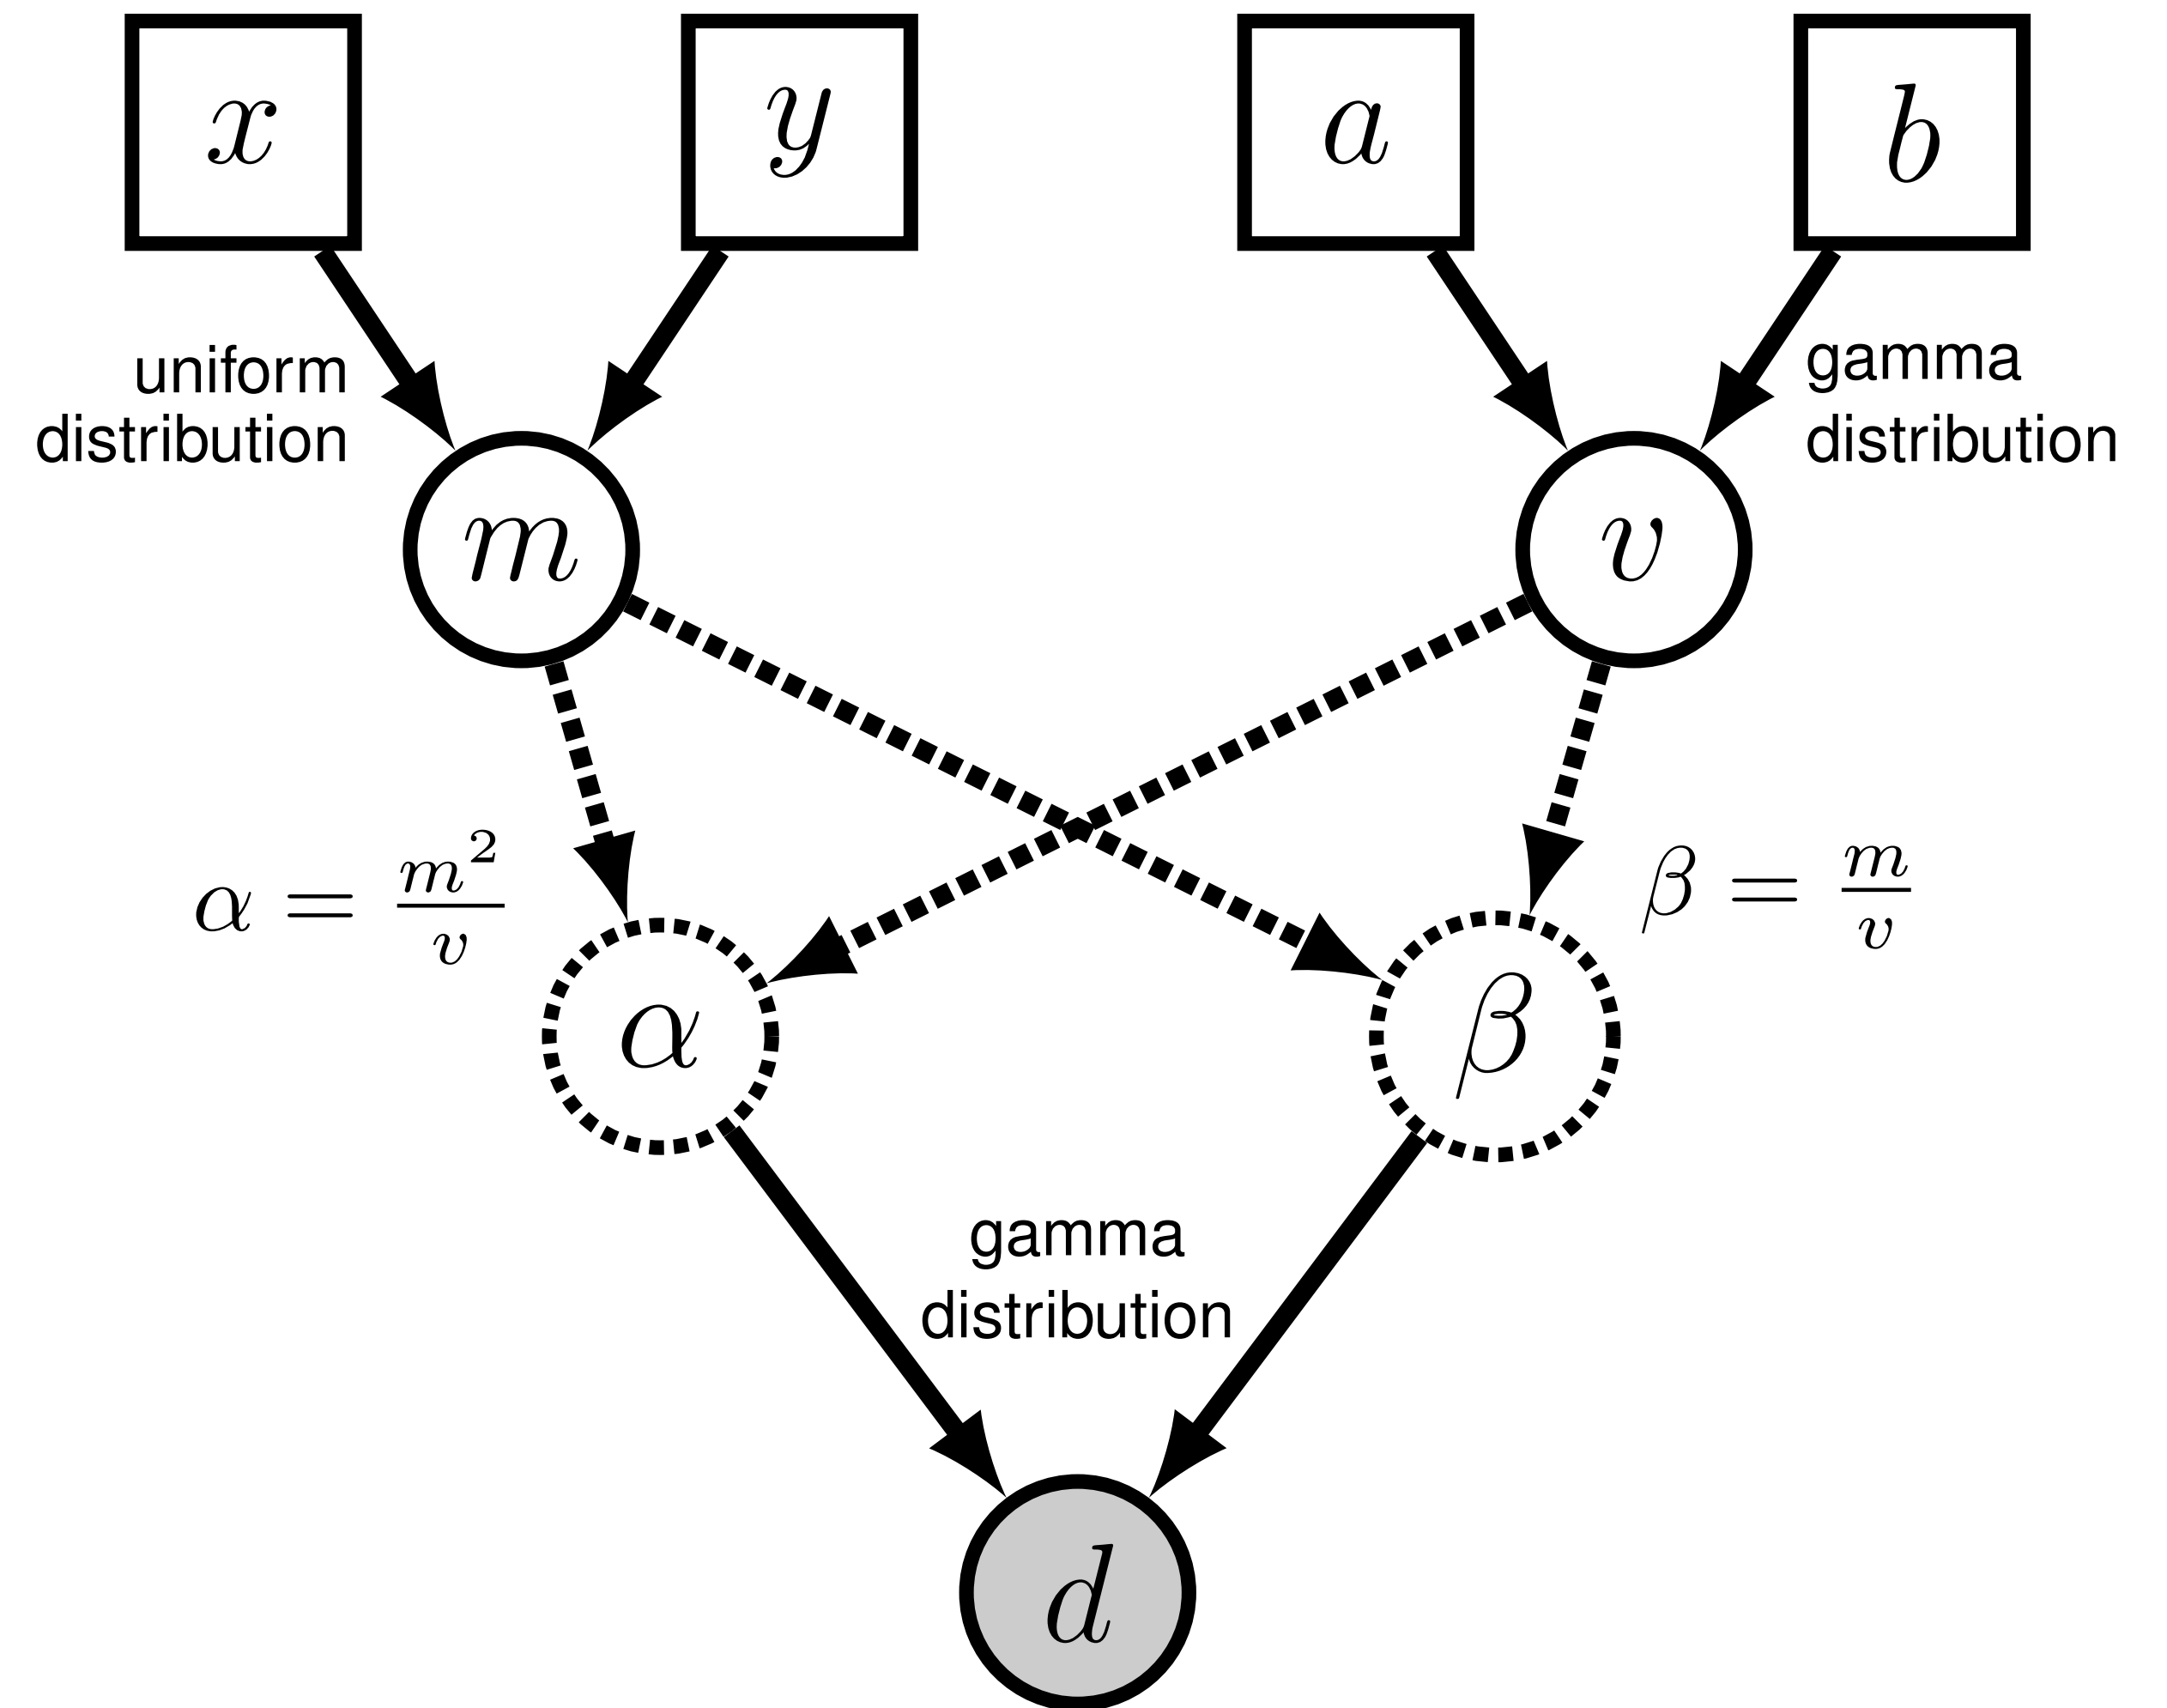 x
y
a
b
uniform
distribution
gamma
distribution
m
v
α = m²/v
β = m/v
α
β
gamma
distribution
d